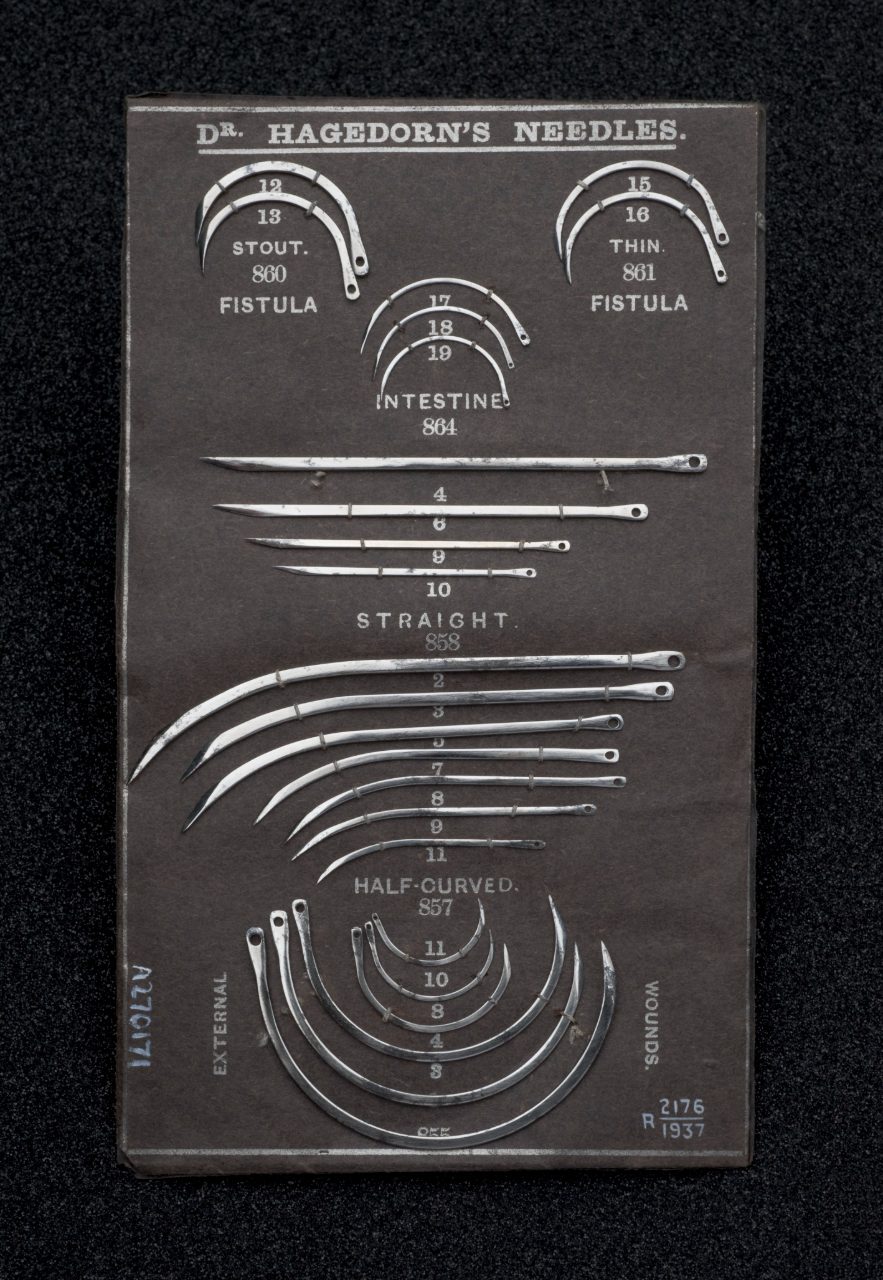 DR. HAGEDORN'S NEEDLES.
12
13
STOUT.
860
FISTULA
15
16
THIN.
861
FISTULA
17
18
19
INTESTINE
864
4
6
9
10
STRAIGHT.
858
2
3
5
7
8
9
11
HALF-CURVED.
857
11
10
8
4
3
EXTERNAL
WOUNDS.
A270171
R 2176
1937